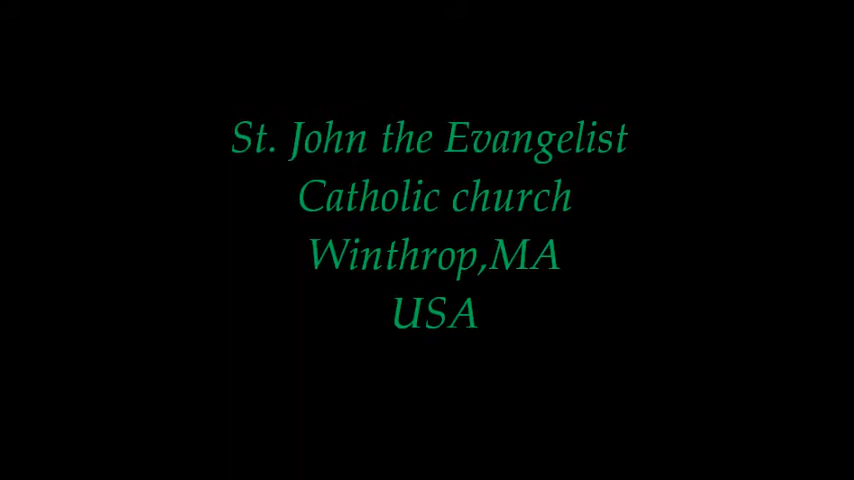 St. John the Evangelist
Catholic church
Winthrop,MA
USA